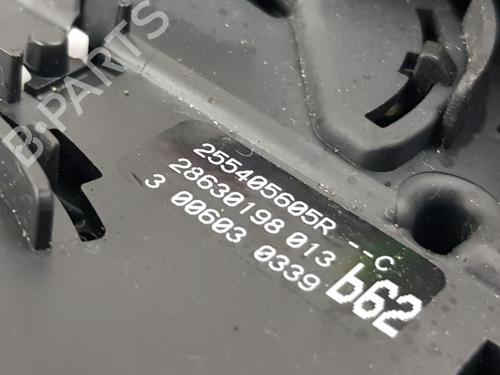 B-PARTS
255405605R --C
28630198 013
3 00603 0339
b62